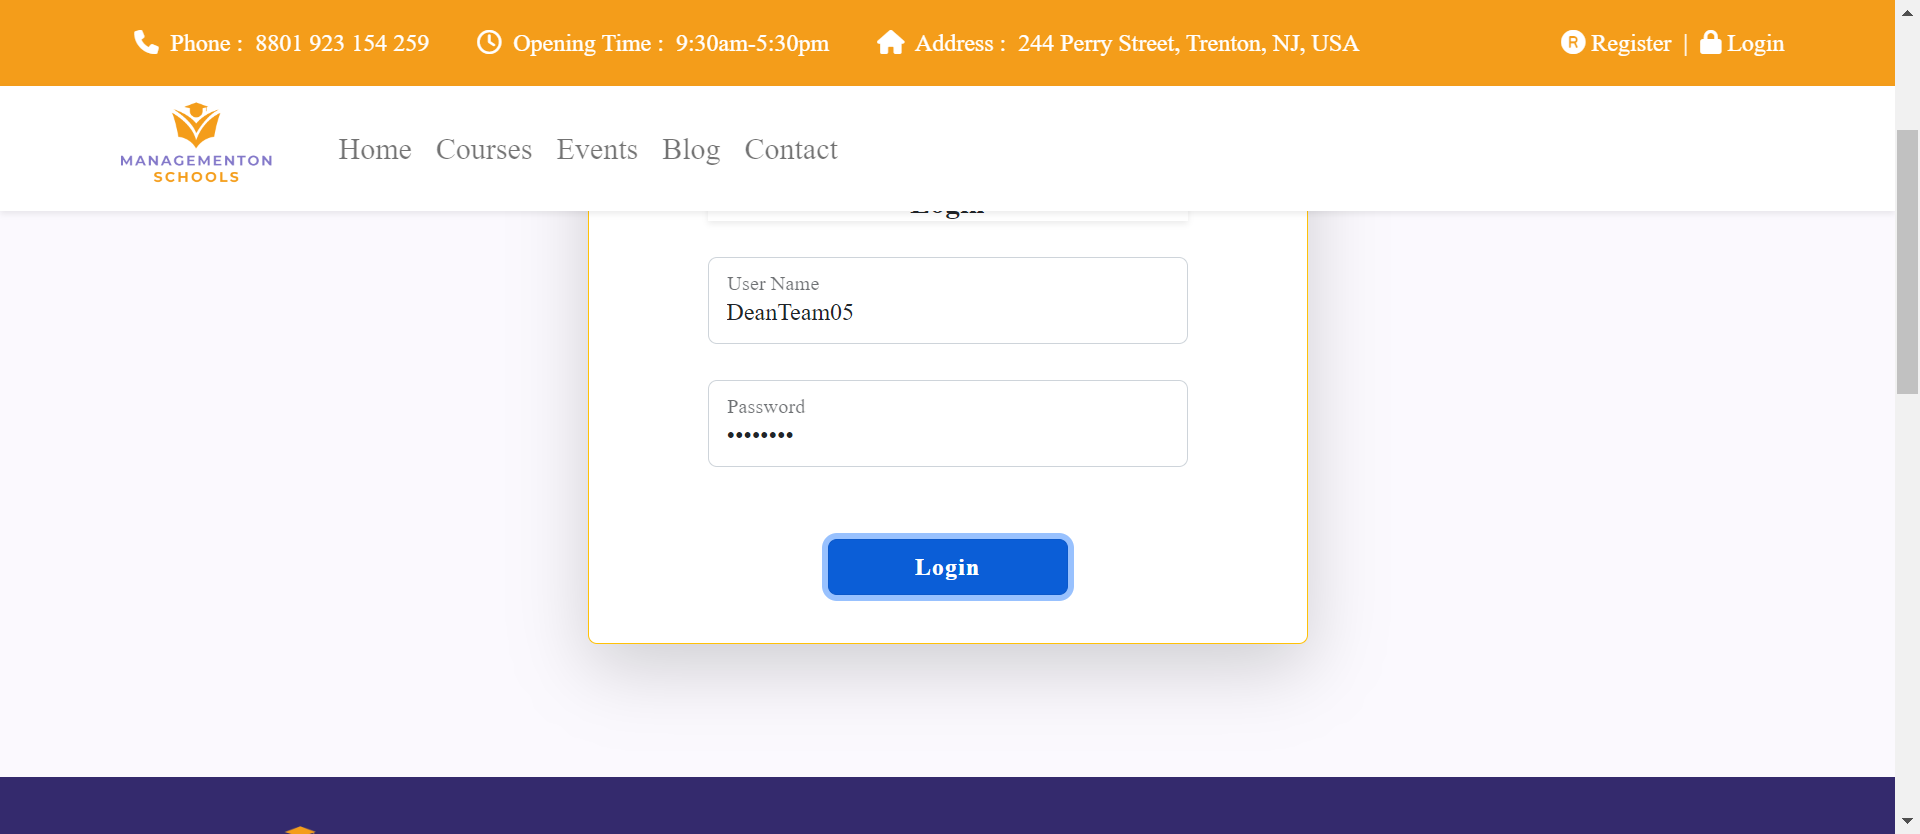 Phone : 8801 923 154 259 Opening Time : 9:30am-5:30pm Address : 244 Perry Street, Trenton, NJ, USA Register | Login
MANAGEMENTON
SCHOOLS
Home Courses Events Blog Contact
Login
User Name
DeanTeam05
Password
••••••••
Login